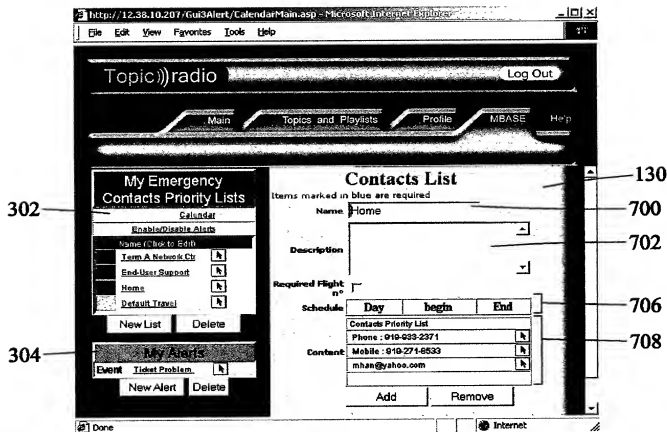 http://12.38.10.207/Gui3Alert/CalendarMain.asp - Microsoft Internet Explorer
File Edit View Favorites Tools Help
Topic))radio
Log Out
Main
Topics and Playlists
Profile
MBASE
Help
My Emergency
Contacts Priority Lists
Calendar
Enable/Disable Alerts
Name (Click to Edit)
Term A Network Ctr
End-User Support
Home
Default Travel
New List
Delete
My Alerts
Event Ticket Problem
New Alert
Delete
Contacts List
Items marked in blue are required
Name Home
Description
Required Flight
n°
Schedule Day begin End
Contacts Priority List
Content
Phone : 919-933-2371
Mobile : 919-271-8533
mhan@yahoo.com
Add
Remove
Done
Internet
302
304
130
700
702
706
708